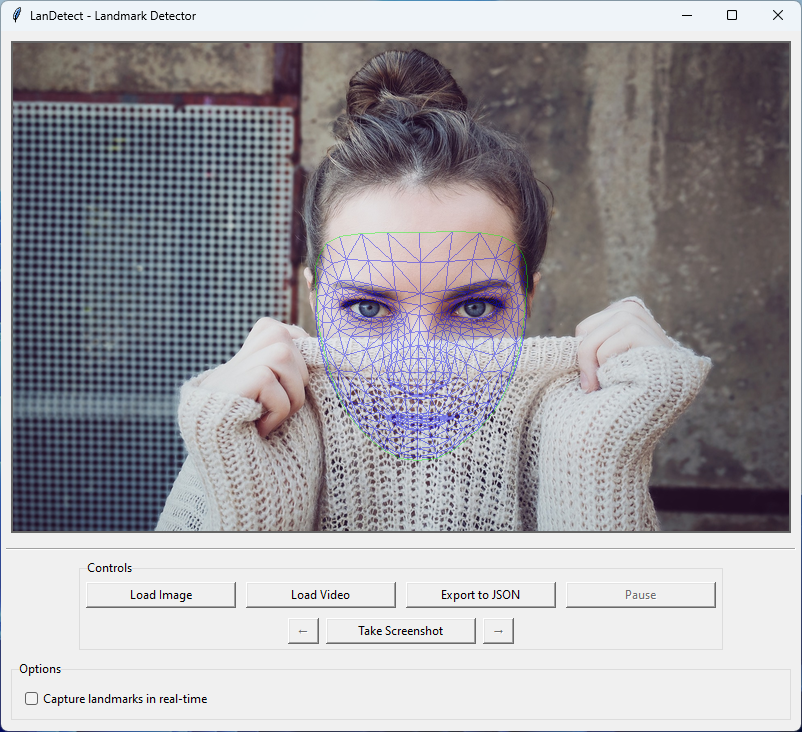 LanDetect - Landmark Detector
Controls
Load Image Load Video Export to JSON Pause
← Take Screenshot →
Options
Capture landmarks in real-time